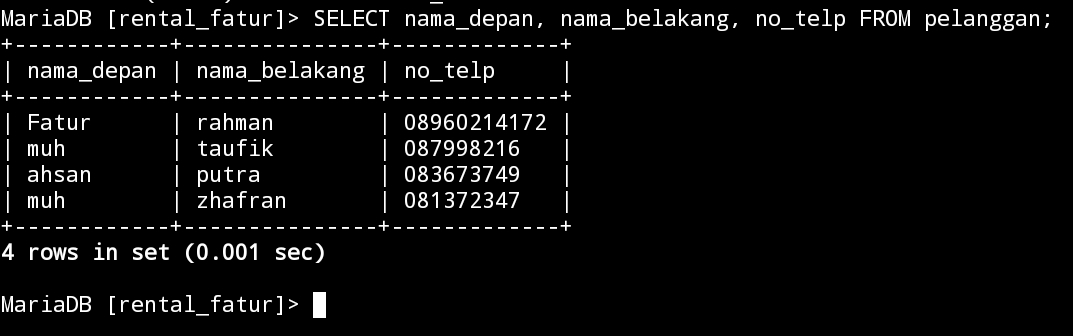 MariaDB [rental_fatur]> SELECT nama_depan, nama_belakang, no_telp FROM pelanggan;
+------------+---------------+-------------+
| nama_depan | nama_belakang | no_telp     |
+------------+---------------+-------------+
| Fatur      | rahman        | 08960214172 |
| muh        | taufik        | 087998216   |
| ahsan      | putra         | 083673749   |
| muh        | zhafran       | 081372347   |
+------------+---------------+-------------+
4 rows in set (0.001 sec)

MariaDB [rental_fatur]>